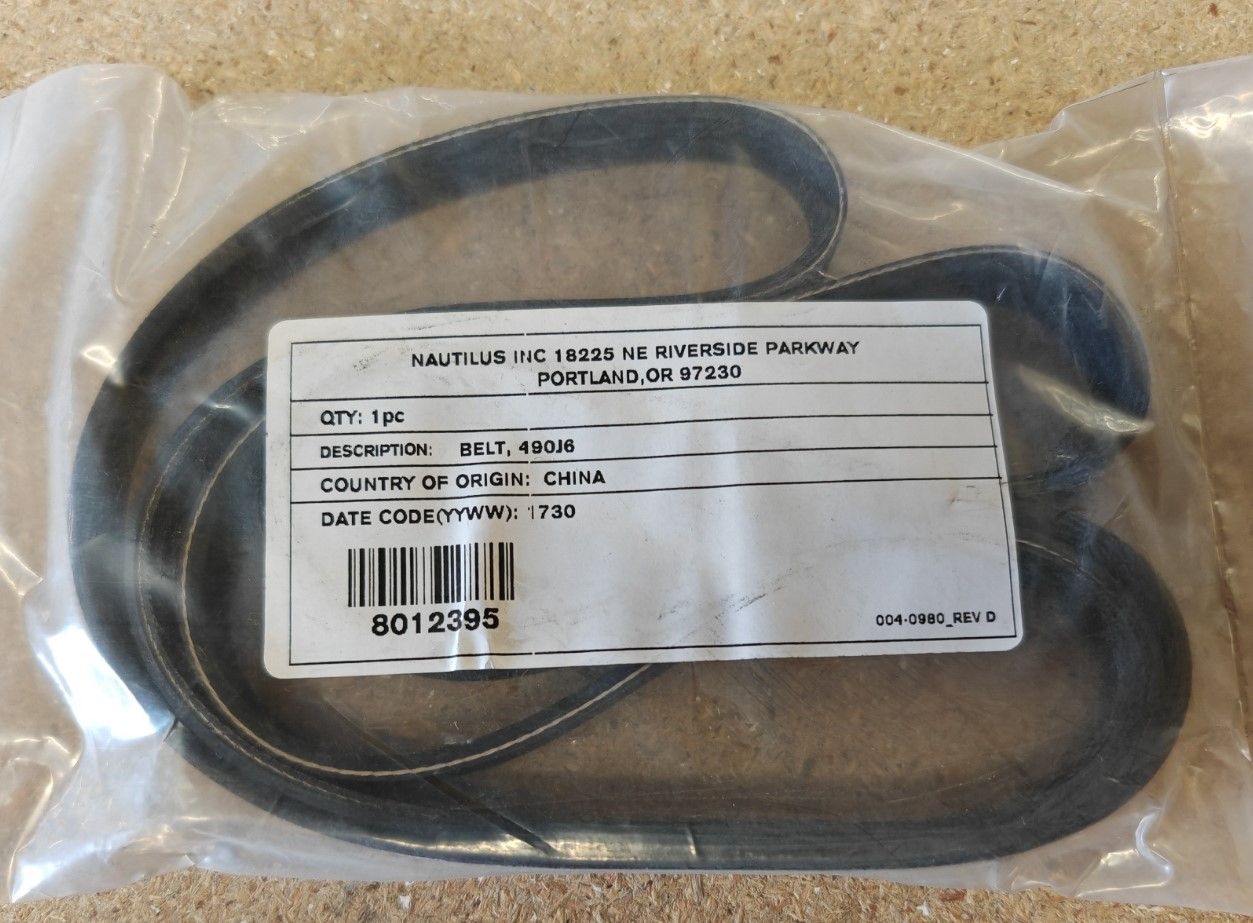 NAUTILUS INC 18225 NE RIVERSIDE PARKWAY
PORTLAND,OR 97230
QTY: 1pc
DESCRIPTION: BELT, 490J6
COUNTRY OF ORIGIN: CHINA
DATE CODE(YYWW): 1730
8012395
004-0980_REV D